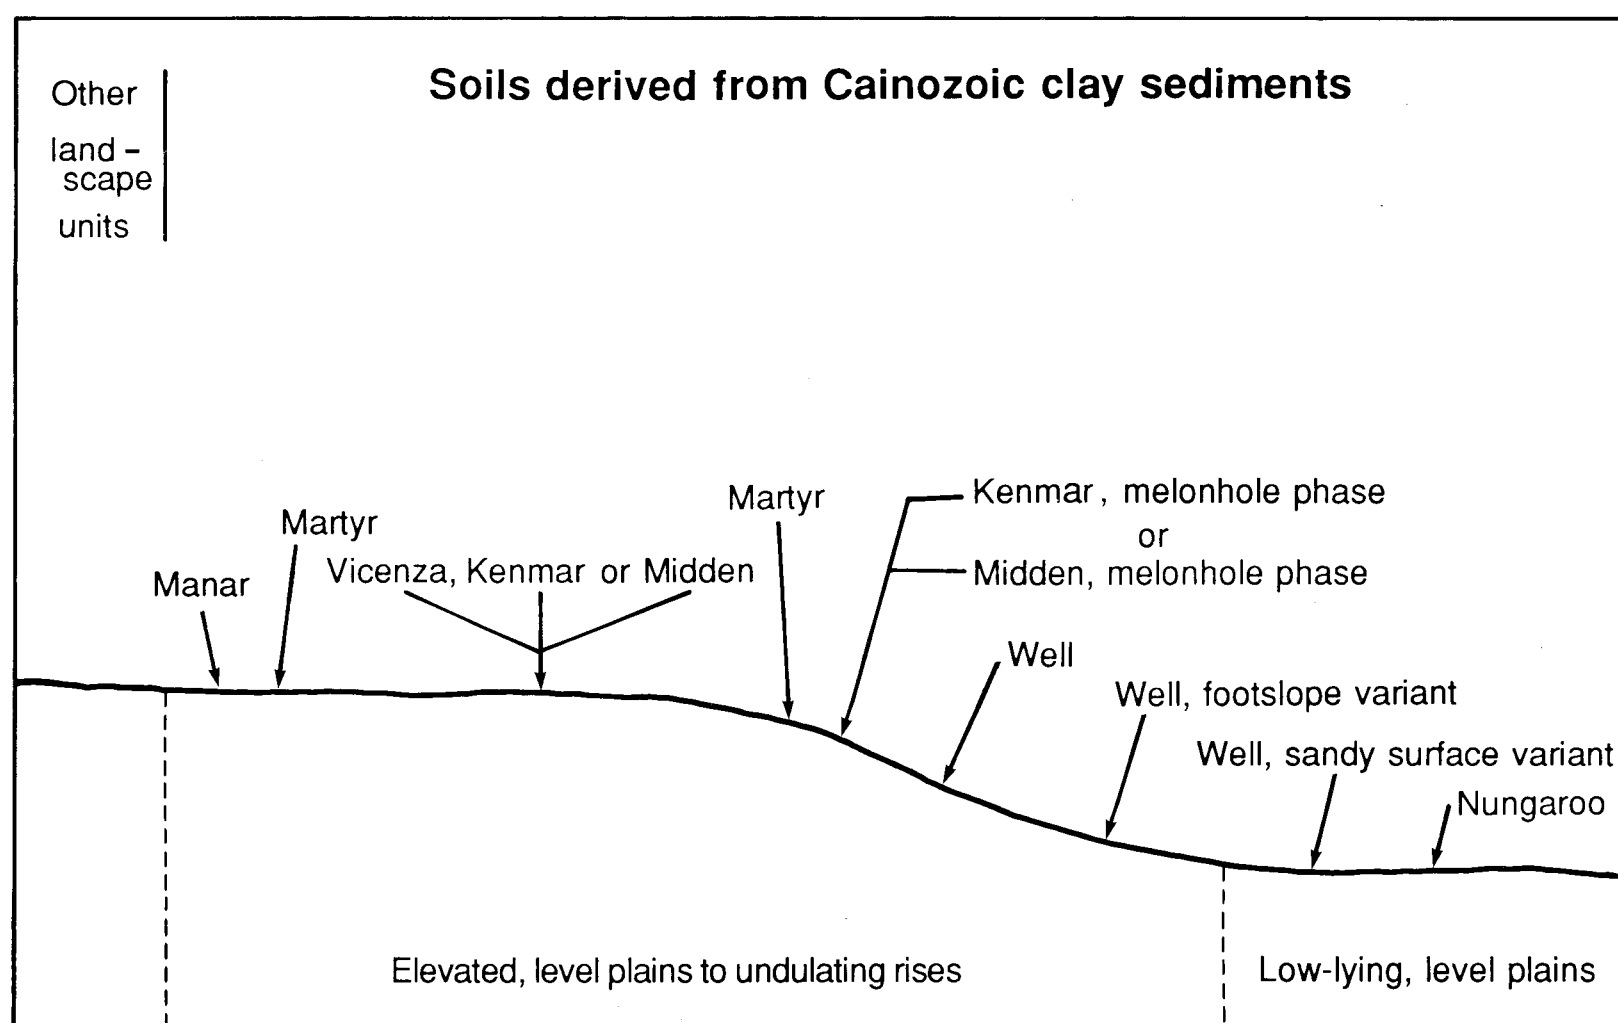 Soils derived from Cainozoic clay sediments
Other
land –
scape
units
Manar
Martyr
Vicenza, Kenmar or Midden
Martyr
Kenmar, melonhole phase
or
Midden, melonhole phase
Well
Well, footslope variant
Well, sandy surface variant
Nungaroo
Elevated, level plains to undulating rises
Low-lying, level plains